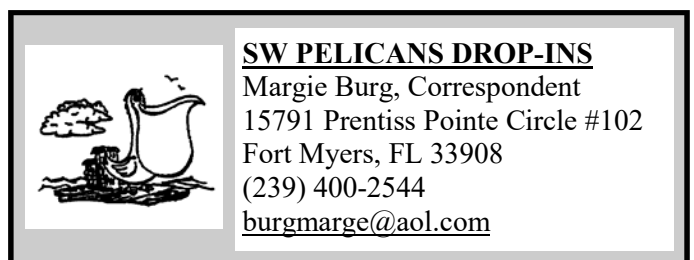 SW PELICANS DROP-INS
Margie Burg, Correspondent
15791 Prentiss Pointe Circle #102
Fort Myers, FL 33908
(239) 400-2544
burgmarge@aol.com